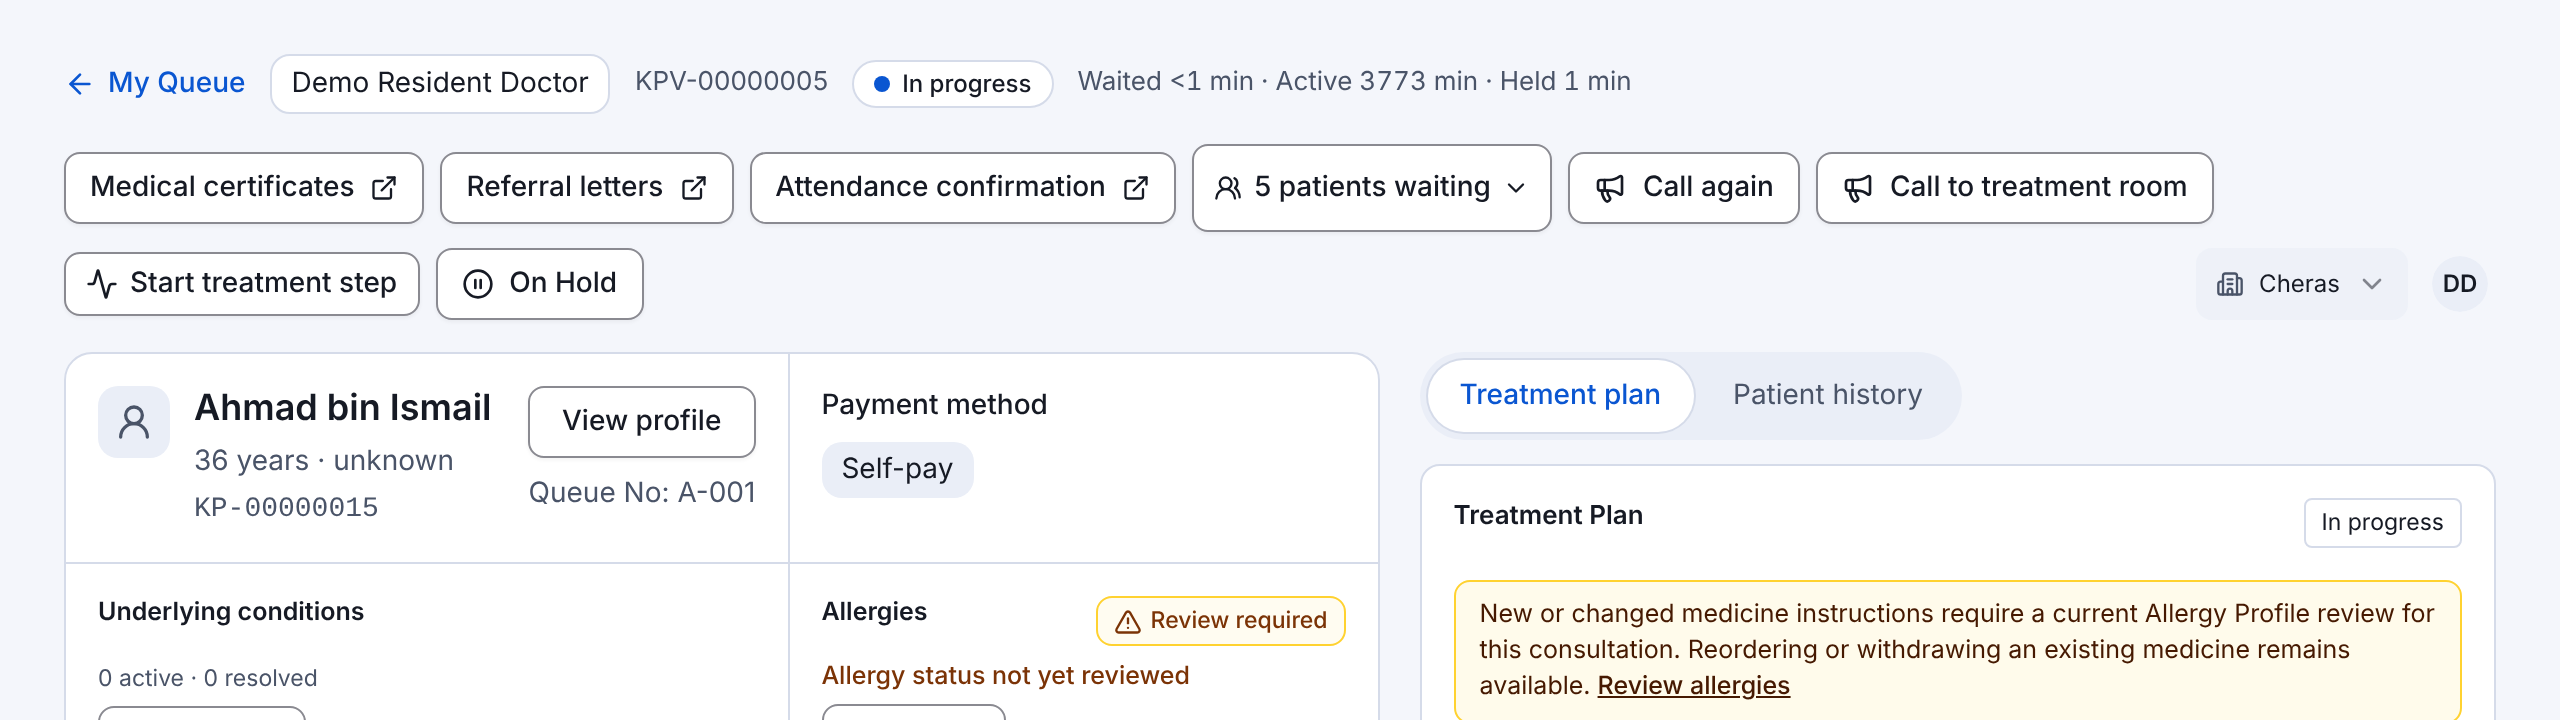 My Queue Demo Resident Doctor KPV-00000005 In progress Waited <1 min · Active 3773 min · Held 1 min
Medical certificates Referral letters Attendance confirmation 5 patients waiting Call again Call to treatment room
Start treatment step On Hold Cheras DD
Ahmad bin Ismail View profile
36 years · unknown
KP-00000015
Queue No: A-001
Payment method
Self-pay
Underlying conditions
0 active · 0 resolved
Allergies Review required
Allergy status not yet reviewed
Treatment plan Patient history
Treatment Plan In progress
New or changed medicine instructions require a current Allergy Profile review for
this consultation. Reordering or withdrawing an existing medicine remains
available. Review allergies